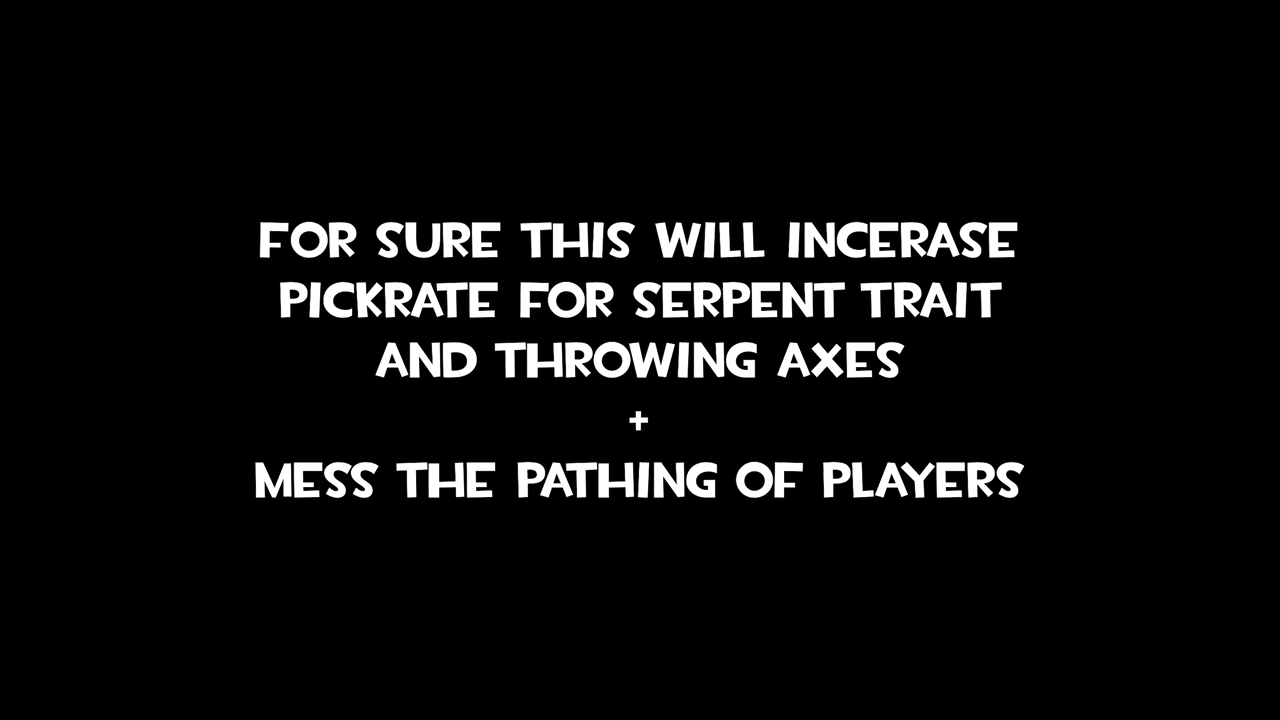 FOR SURE THIS WILL INCERASE
PICKRATE FOR SERPENT TRAIT
AND THROWING AXES
+
MESS THE PATHING OF PLAYERS